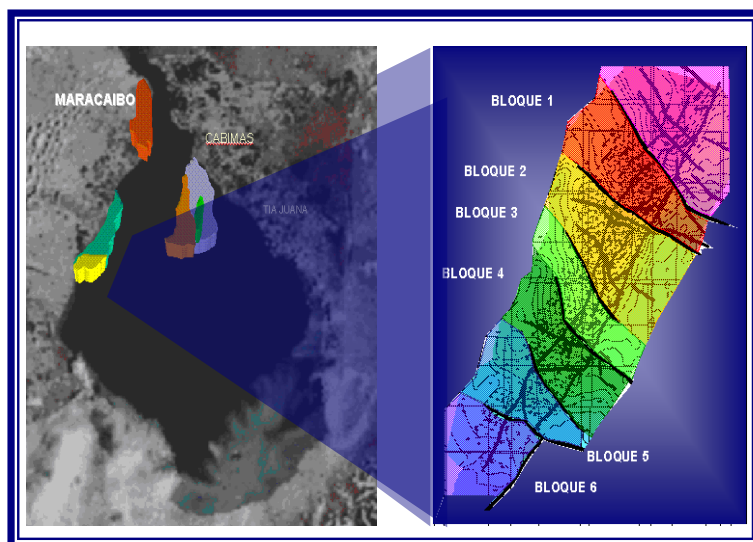 MARACAIBO
CABIMAS
TIA JUANA
BLOQUE 1
BLOQUE 2
BLOQUE 3
BLOQUE 4
BLOQUE 5
BLOQUE 6